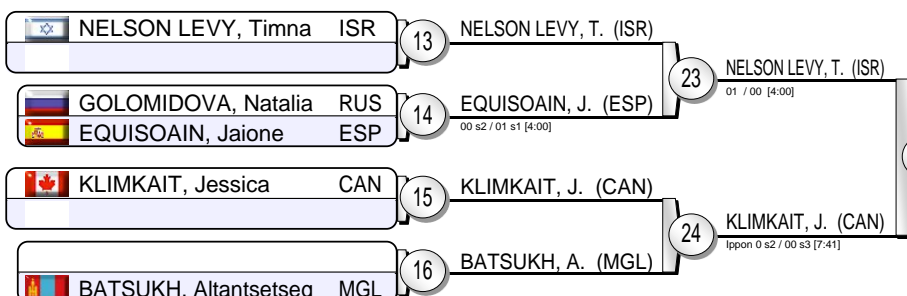 NELSON LEVY, Timna ISR
13
NELSON LEVY, T. (ISR)
23
NELSON LEVY, T. (ISR)
01 / 00 [4:00]
GOLOMIDOVA, Natalia RUS
EQUISOAIN, Jaione ESP
14
EQUISOAIN, J. (ESP)
00 s2 / 01 s1 [4:00]
KLIMKAIT, Jessica CAN
15
KLIMKAIT, J. (CAN)
24
KLIMKAIT, J. (CAN)
Ippon 0 s2 / 00 s3 [7:41]
BATSUKH, Altantsetseg MGL
16
BATSUKH, A. (MGL)